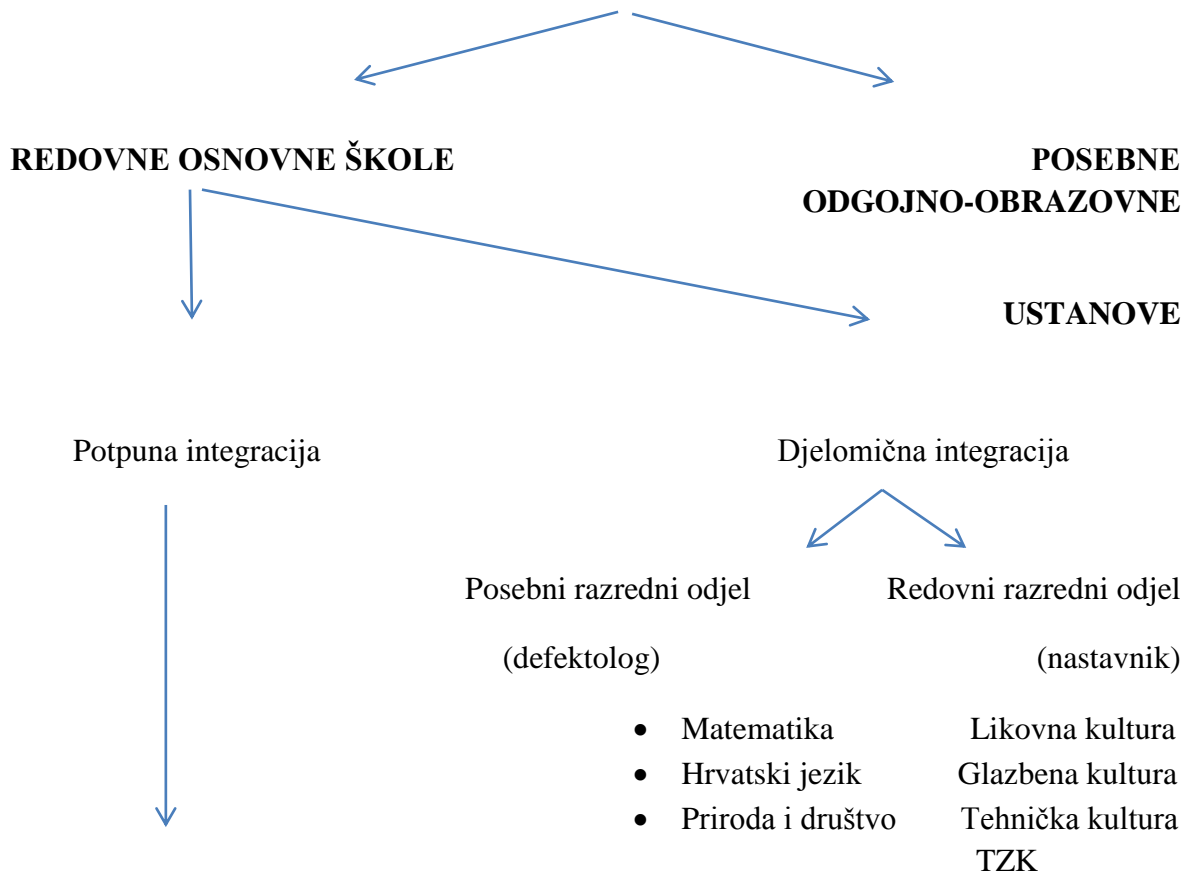 REDOVNE OSNOVNE ŠKOLE POSEBNE
ODGOJNO-OBRAZOVNE
USTANOVE
Potpuna integracija Djelomična integracija
Posebni razredni odjel Redovni razredni odjel
(defektolog) (nastavnik)
• Matematika Likovna kultura
• Hrvatski jezik Glazbena kultura
• Priroda i društvo Tehnička kultura
TZK